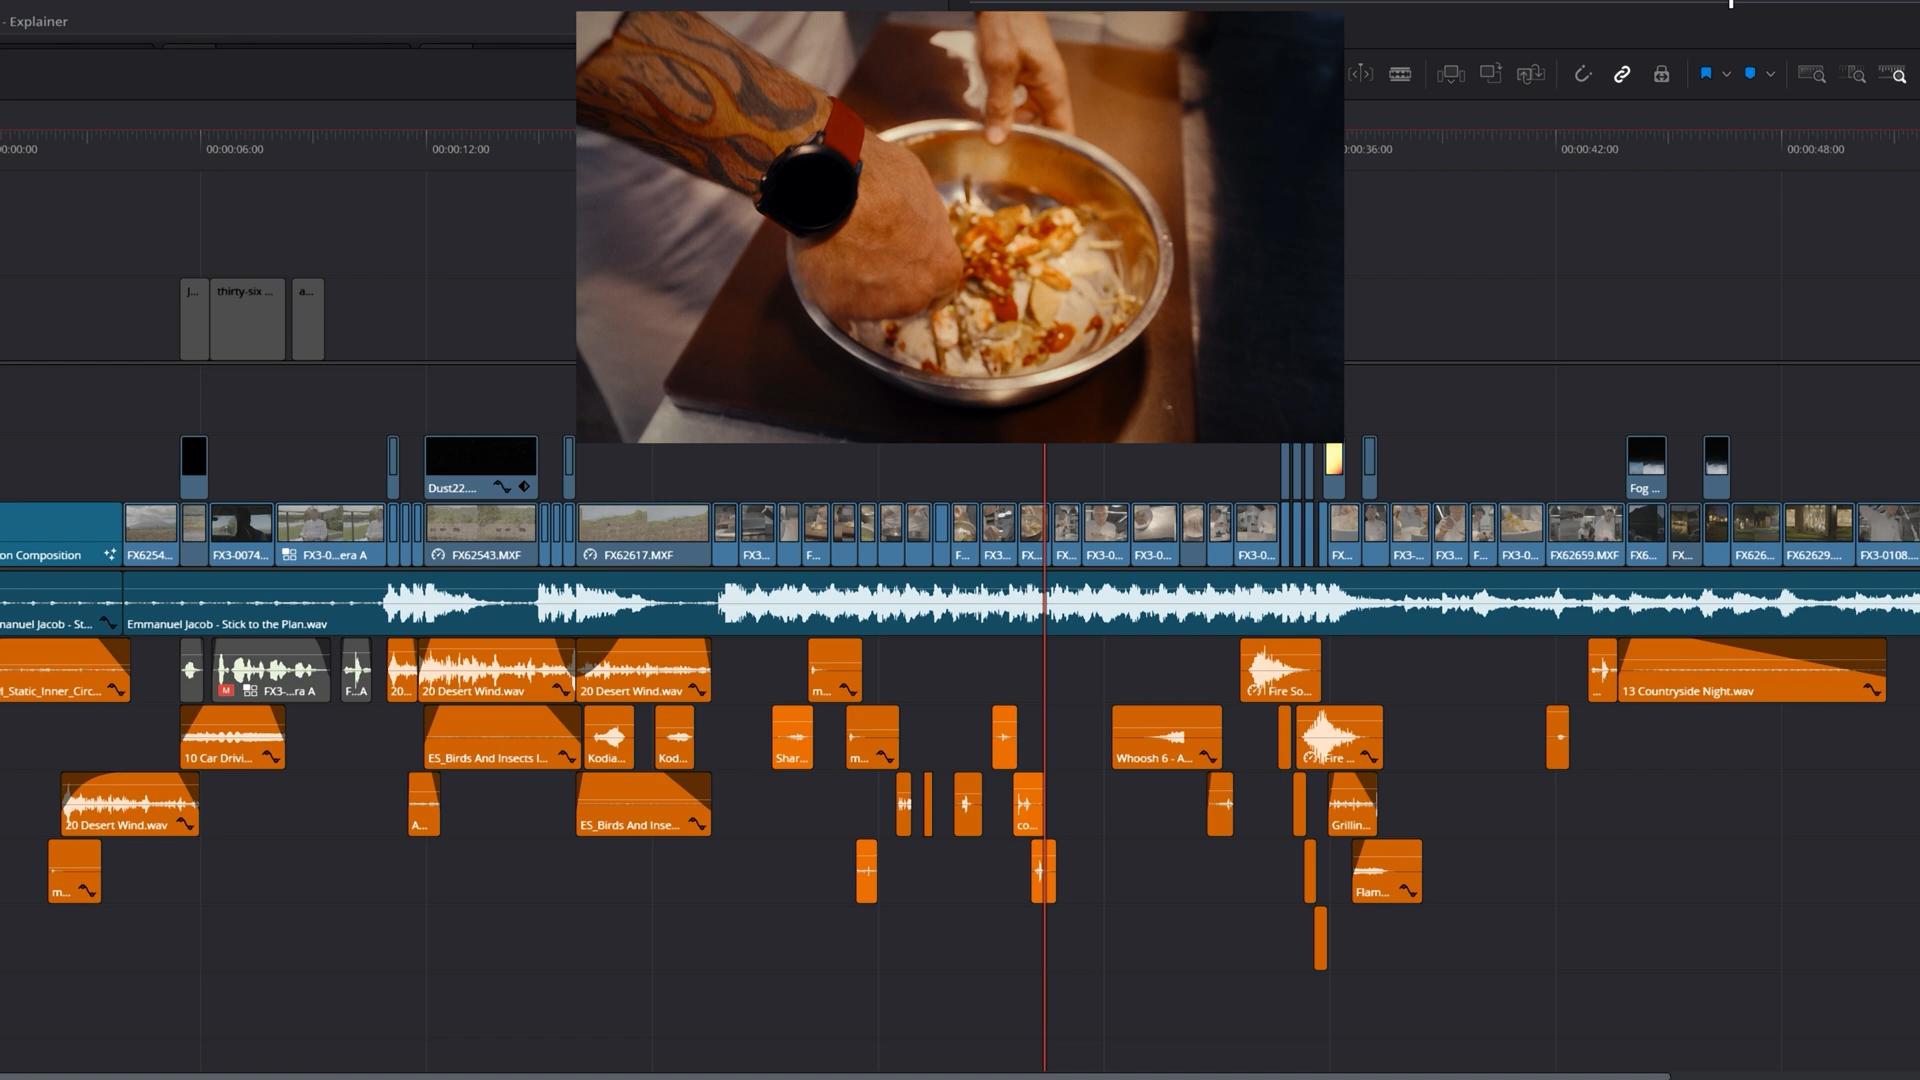 - Explainer
0:00:00
00:00:06:00
00:00:12:00
0:00:36:00
00:00:42:00
00:00:48:00
J...
thirty-six ...
a...
Dust22....
Fog ...
on Composition
FX6254...
FX3-0074...
FX3-0...era A
FX62543.MXF
FX62617.MXF
FX3...
F...
F...
FX3...
FX...
FX...
FX3-0...
FX3-0...
FX3-0...
FX...
FX3-...
FX3...
F...
FX3-0...
FX62659.MXF
FX6...
FX...
FX626...
FX62629....
FX3-0108....
nanuel Jacob - St...
Emmanuel Jacob - Stick to the Plan.wav
_Static_Inner_Circ...
M
FX3-...ra A
F...A
20...
20 Desert Wind.wav
20 Desert Wind.wav
m...
Fire So...
...
13 Countryside Night.wav
10 Car Drivi...
ES_Birds And Insects I...
Kodia...
Kod...
Shar...
m...
Whoosh 6 - A...
Fire ...
20 Desert Wind.wav
A...
ES_Birds And Inse...
co...
Grillin...
m...
Flam...